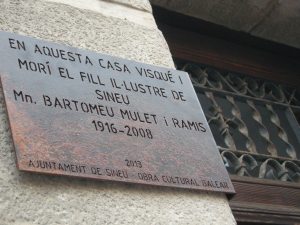 EN AQUESTA CASA VISQUÉ I
MORÍ EL FILL IL·LUSTRE DE
SINEU
Mn. BARTOMEU MULET i RAMIS
1916-2008
2013
AJUNTAMENT DE SINEU - OBRA CULTURAL BALEAR